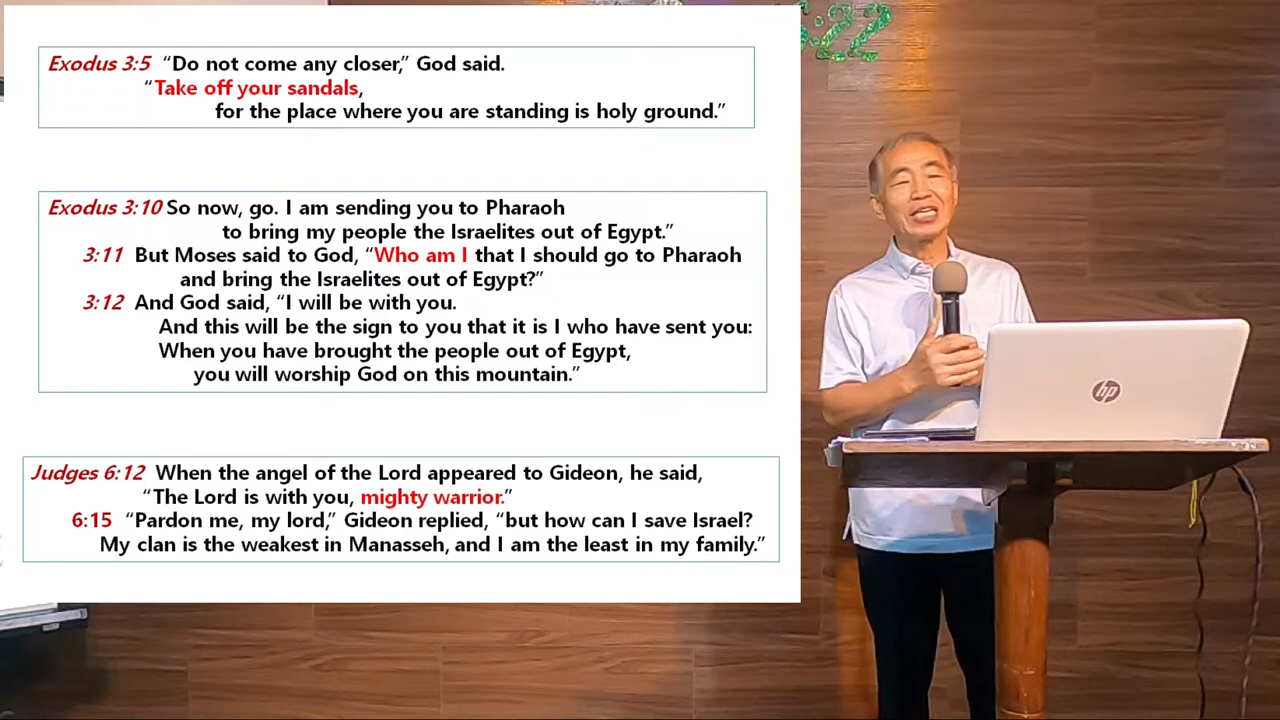 Exodus 3:5 “Do not come any closer,” God said.
“Take off your sandals,
for the place where you are standing is holy ground.”
Exodus 3:10 So now, go. I am sending you to Pharaoh
to bring my people the Israelites out of Egypt.”
3:11 But Moses said to God, “Who am I that I should go to Pharaoh
and bring the Israelites out of Egypt?”
3:12 And God said, “I will be with you.
And this will be the sign to you that it is I who have sent you:
When you have brought the people out of Egypt,
you will worship God on this mountain.”
Judges 6:12 When the angel of the Lord appeared to Gideon, he said,
“The Lord is with you, mighty warrior.”
6:15 “Pardon me, my lord,” Gideon replied, “but how can I save Israel?
My clan is the weakest in Manasseh, and I am the least in my family.”
:22
hp